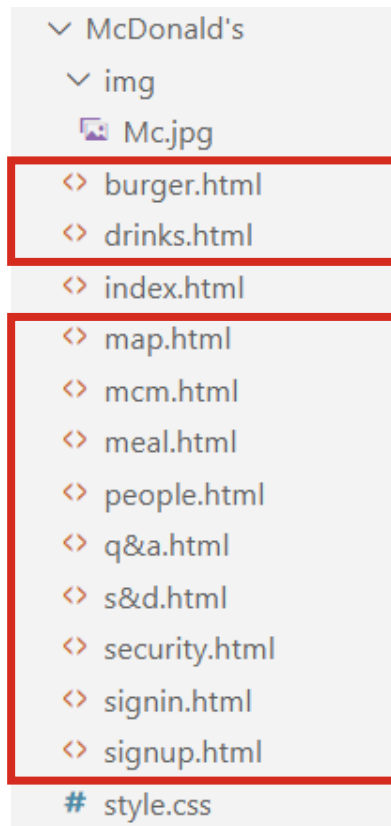 McDonald's
img
Mc.jpg
burger.html
drinks.html
index.html
map.html
mcm.html
meal.html
people.html
q&a.html
s&d.html
security.html
signin.html
signup.html
# style.css